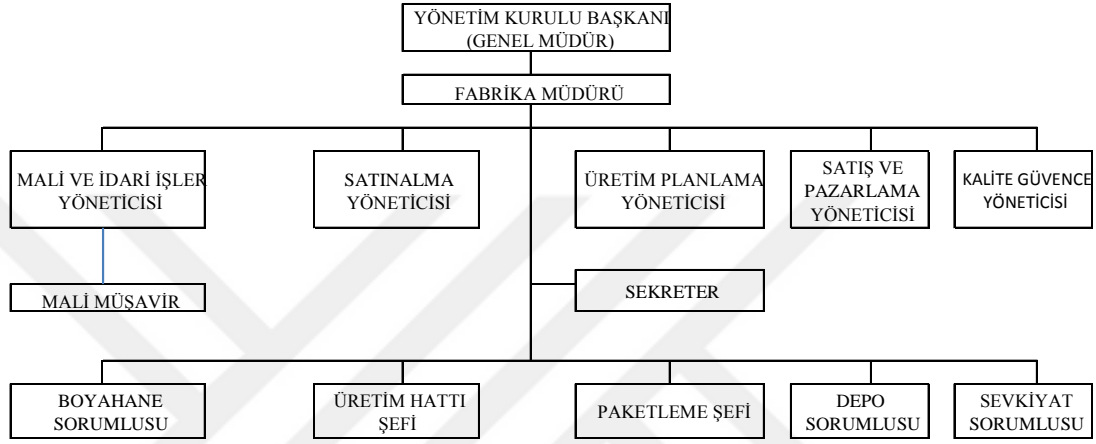 YÖNETİM KURULU BAŞKANI
(GENEL MÜDÜR)
FABRİKA MÜDÜRÜ
MALİ VE İDARİ İŞLER
YÖNETİCİSİ
SATINALMA
YÖNETİCİSİ
ÜRETİM PLANLAMA
YÖNETİCİSİ
SATIŞ VE
PAZARLAMA
YÖNETİCİSİ
KALİTE GÜVENCE
YÖNETİCİSİ
MALİ MÜŞAVİR
SEKRETER
BOYAHANE
SORUMLUSU
ÜRETİM HATTI
ŞEFİ
PAKETLEME ŞEFİ
DEPO
SORUMLUSU
SEVKİYAT
SORUMLUSU